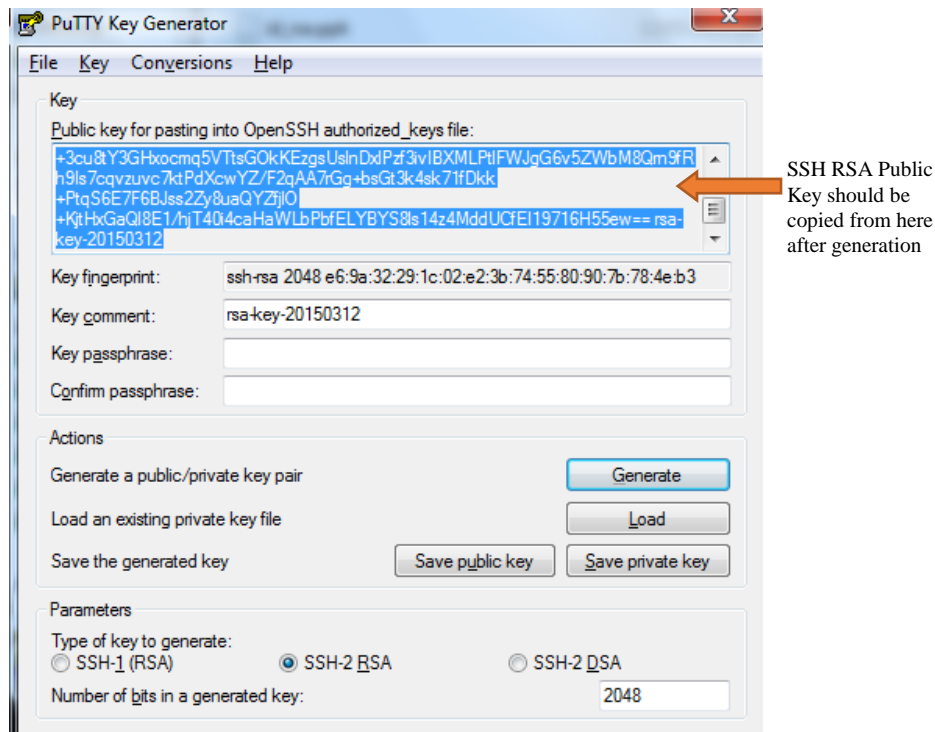 PuTTY Key Generator
File Key Conversions Help
Key
Public key for pasting into OpenSSH authorized_keys file:
+3cu8tY3GHxocmq5VTtsGOkKEzgsUslnDxlPzf3ivIBXMLPtlFWJgG6v5ZWbM8Qm9fR
h9ls7cqvzuvc7ktPdXcwYZ/F2qAA7rGg+bsGt3k4sk71fDkk
+PtqS6E7F6BJss2Zy8uaQYZfjlO
+KjtHxGaQl8E1/hjT40i4caHaWLbPbfELYBYS8ls14z4MddUCfEI19716H55ew== rsa-
key-20150312
SSH RSA Public
Key should be
copied from here
after generation
Key fingerprint: ssh-rsa 2048 e6:9a:32:29:1c:02:e2:3b:74:55:80:90:7b:78:4e:b3
Key comment: rsa-key-20150312
Key passphrase:
Confirm passphrase:
Actions
Generate a public/private key pair Generate
Load an existing private key file Load
Save the generated key Save public key Save private key
Parameters
Type of key to generate:
SSH-1 (RSA) SSH-2 RSA SSH-2 DSA
Number of bits in a generated key: 2048